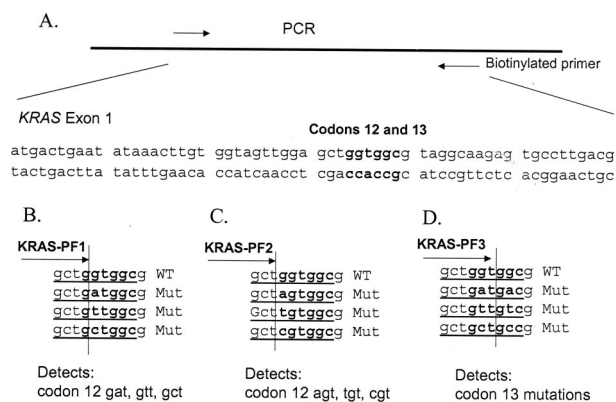 A.
PCR
Biotinylated primer
KRAS Exon 1
Codons 12 and 13
atgactgaat ataaacttgt ggtagttgga gctggtggcg taggcaagag tgccttgacg
tactgactta tatttgaaca ccatcaacct cgaccaccgc atccgttctc acggaactgc
B.
KRAS-PF1
gctggtggcg WT
gctgatggcg Mut
gctgttggcg Mut
gctgctggcg Mut
Detects:
codon 12 gat, gtt, gct
C.
KRAS-PF2
gctggtggcg WT
gctagtggcg Mut
Gcttgtggcg Mut
gctcgtggcg Mut
Detects:
codon 12 agt, tgt, cgt
D.
KRAS-PF3
gctggtggcg WT
gctgatgacg Mut
gctgttgtcg Mut
gctgctgccg Mut
Detects:
codon 13 mutations